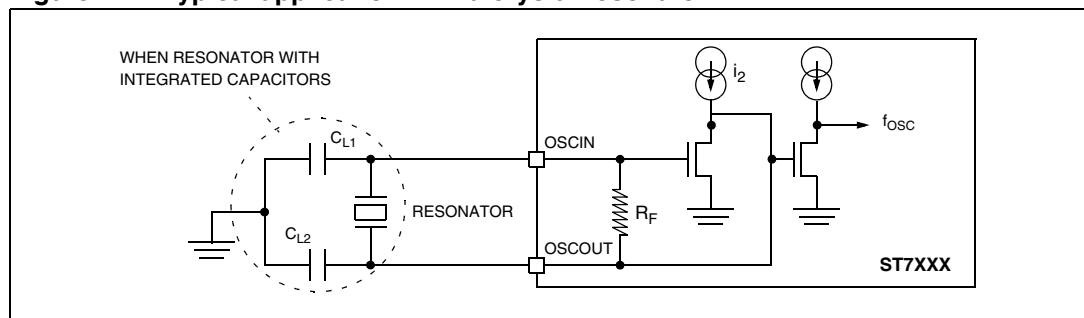 WHEN RESONATOR WITH
INTEGRATED CAPACITORS
CL1
CL2
RESONATOR
OSCIN
OSCOUT
RF
i2
fOSC
ST7XXX